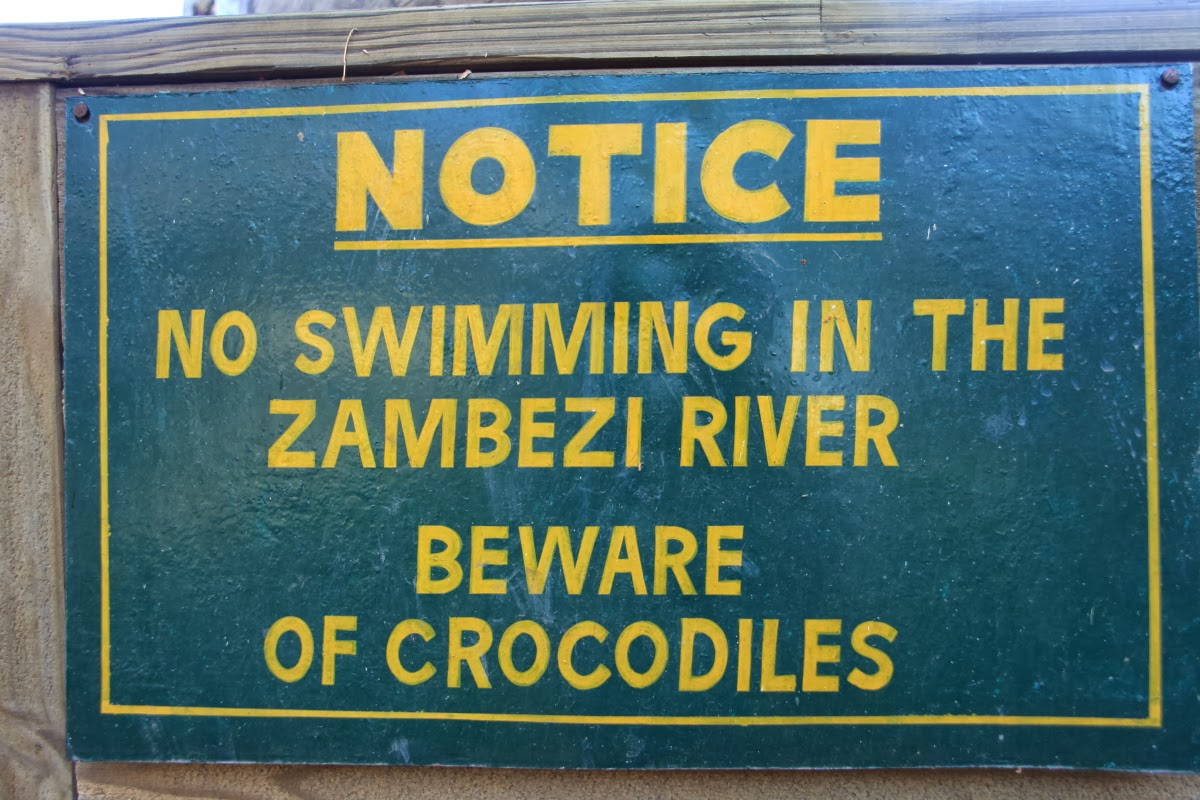 NOTICE
NO SWIMMING IN THE
ZAMBEZI RIVER
BEWARE
OF CROCODILES